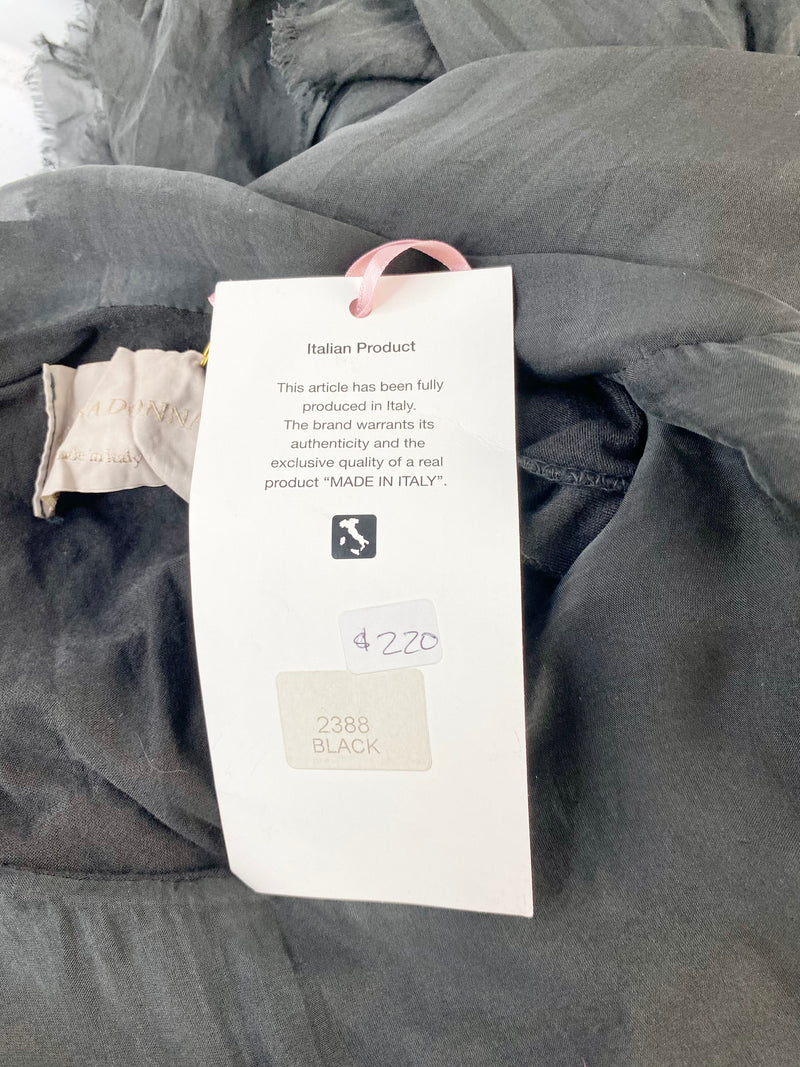 Italian Product
This article has been fully
produced in Italy.
The brand warrants its
authenticity and the
exclusive quality of a real
product “MADE IN ITALY”.
$220
2388
BLACK
in Italy